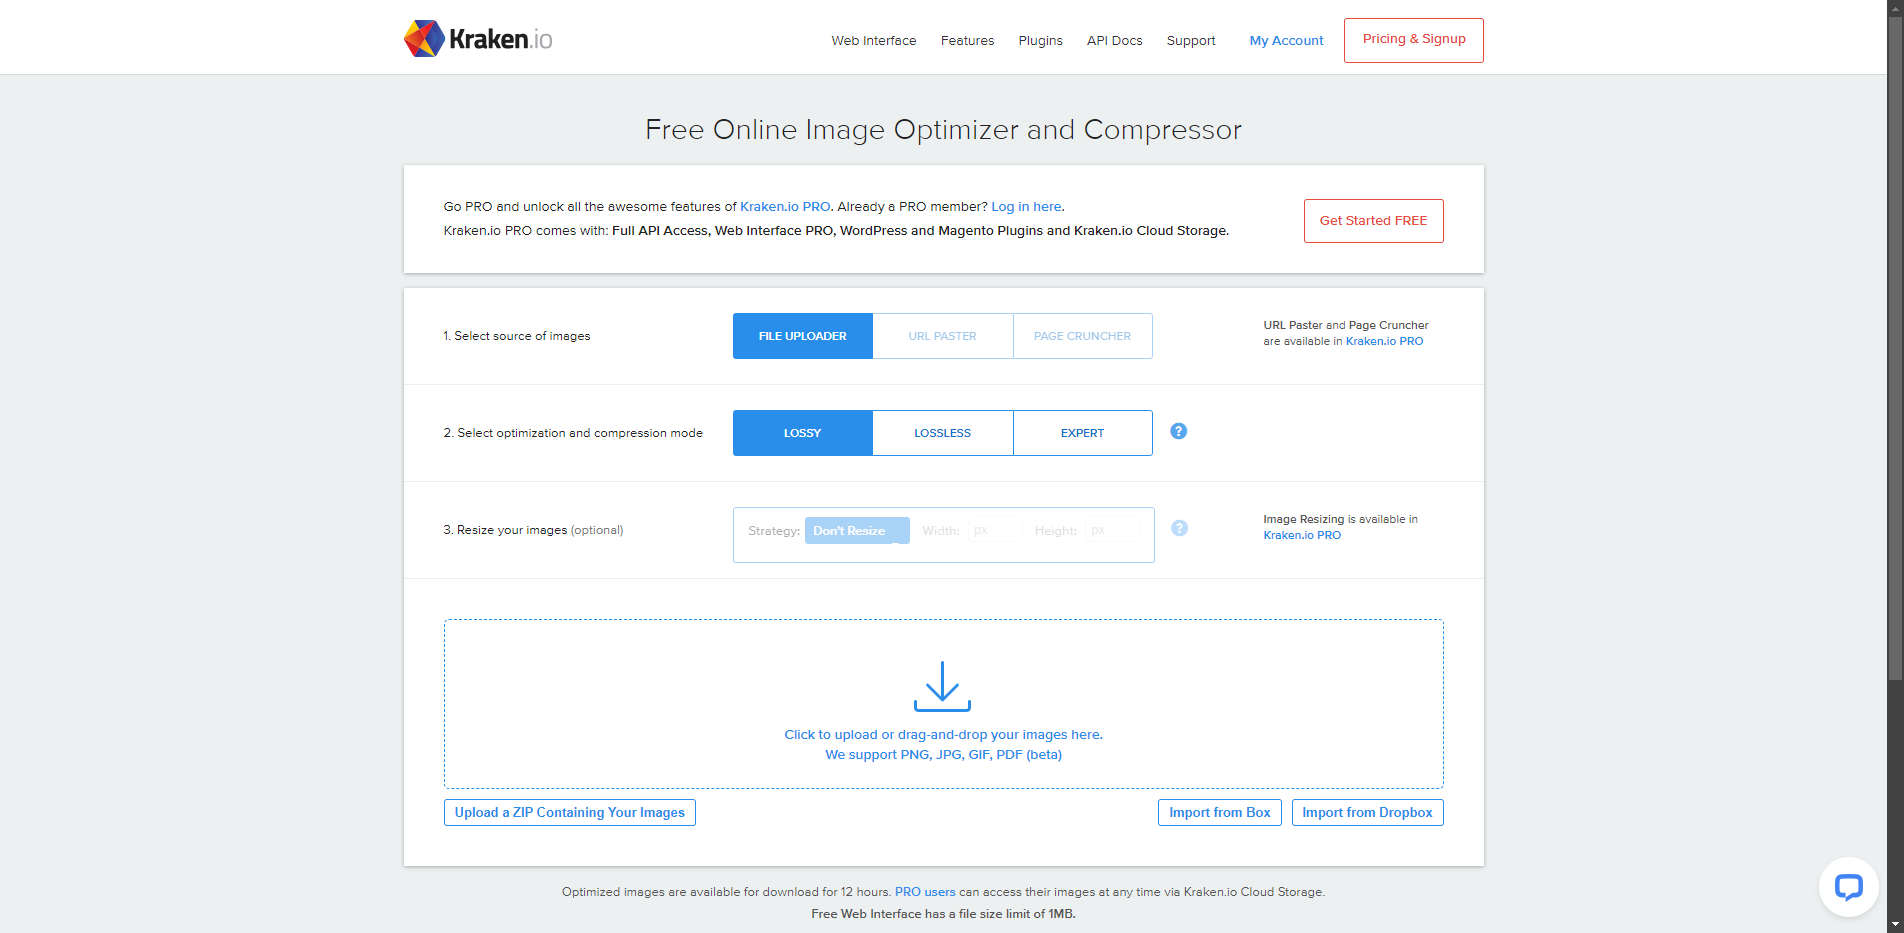 Kraken.io
Web Interface
Features
Plugins
API Docs
Support
My Account
Pricing & Signup
Free Online Image Optimizer and Compressor
Go PRO and unlock all the awesome features of Kraken.io PRO. Already a PRO member? Log in here.
Kraken.io PRO comes with: Full API Access, Web Interface PRO, WordPress and Magento Plugins and Kraken.io Cloud Storage.
Get Started FREE
1. Select source of images
FILE UPLOADER
URL PASTER
PAGE CRUNCHER
URL Paster and Page Cruncher
are available in Kraken.io PRO
2. Select optimization and compression mode
LOSSY
LOSSLESS
EXPERT
?
3. Resize your images (optional)
Strategy:
Don't Resize
Width:
px
Height:
px
?
Image Resizing is available in
Kraken.io PRO
Click to upload or drag-and-drop your images here.
We support PNG, JPG, GIF, PDF (beta)
Upload a ZIP Containing Your Images
Import from Box
Import from Dropbox
Optimized images are available for download for 12 hours. PRO users can access their images at any time via Kraken.io Cloud Storage.
Free Web Interface has a file size limit of 1MB.